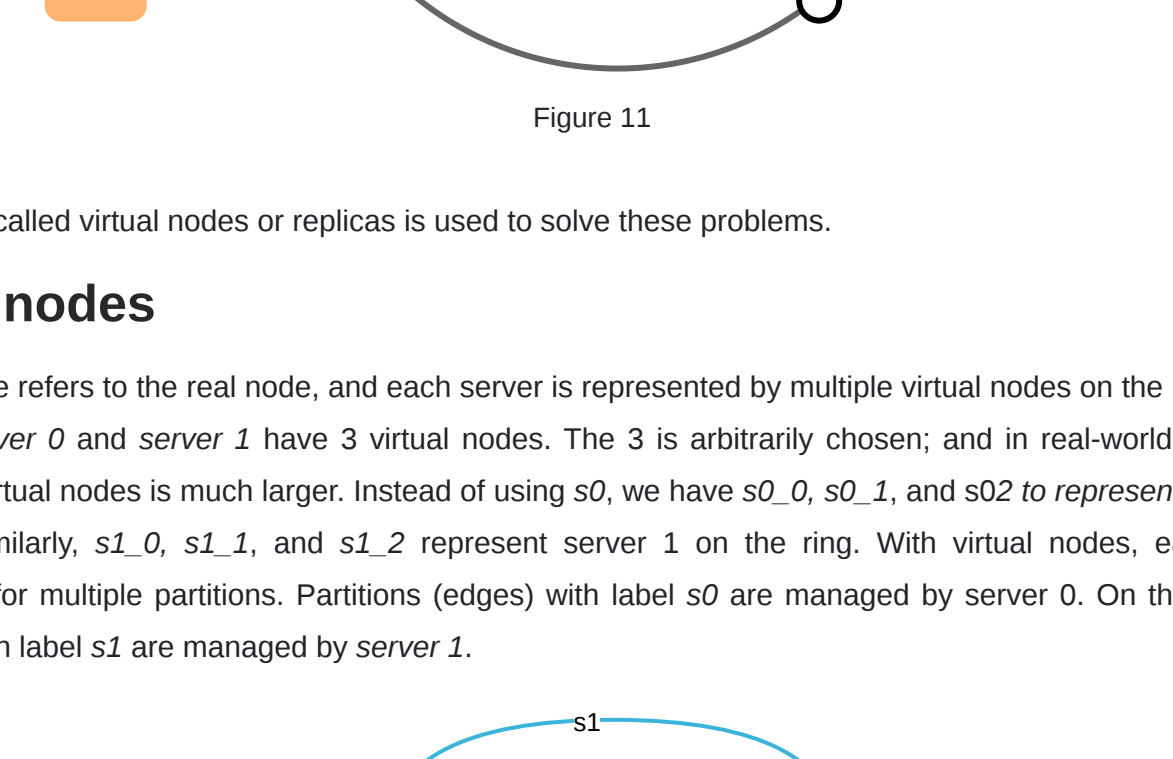 Figure 11
called virtual nodes or replicas is used to solve these problems.
nodes
refers to the real node, and each server is represented by multiple virtual nodes on the
ver 0 and server 1 have 3 virtual nodes. The 3 is arbitrarily chosen; and in real-world
rtual nodes is much larger. Instead of using s0, we have s0_0, s0_1, and s02 to represen
milarly, s1_0, s1_1, and s1_2 represent server 1 on the ring. With virtual nodes, e
for multiple partitions. Partitions (edges) with label s0 are managed by server 0. On th
h label s1 are managed by server 1.
s1